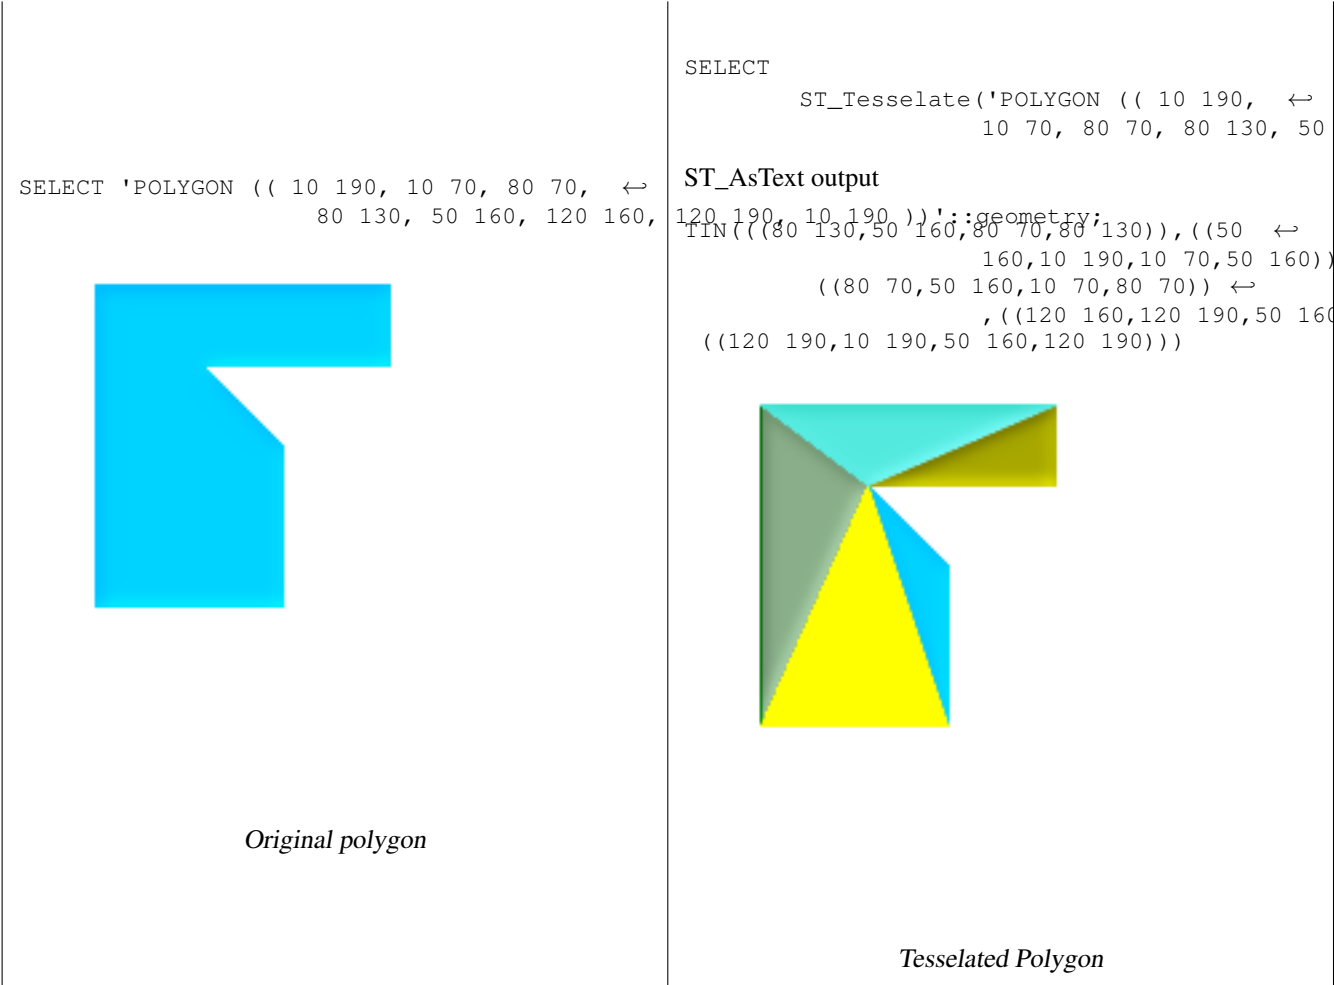 SELECT 'POLYGON (( 10 190, 10 70, 80 70, ↩
80 130, 50 160, 120 160, 120 190, 10 190 ))'::geometry;
Original polygon
SELECT
ST_Tesselate('POLYGON (( 10 190, ↩
10 70, 80 70, 80 130, 50
ST_AsText output
TIN(((80 130,50 160,80 70,80 130)),((50 ↩
160,10 190,10 70,50 160))
((80 70,50 160,10 70,80 70)) ↩
,((120 160,120 190,50 160
((120 190,10 190,50 160,120 190)))
Tesselated Polygon